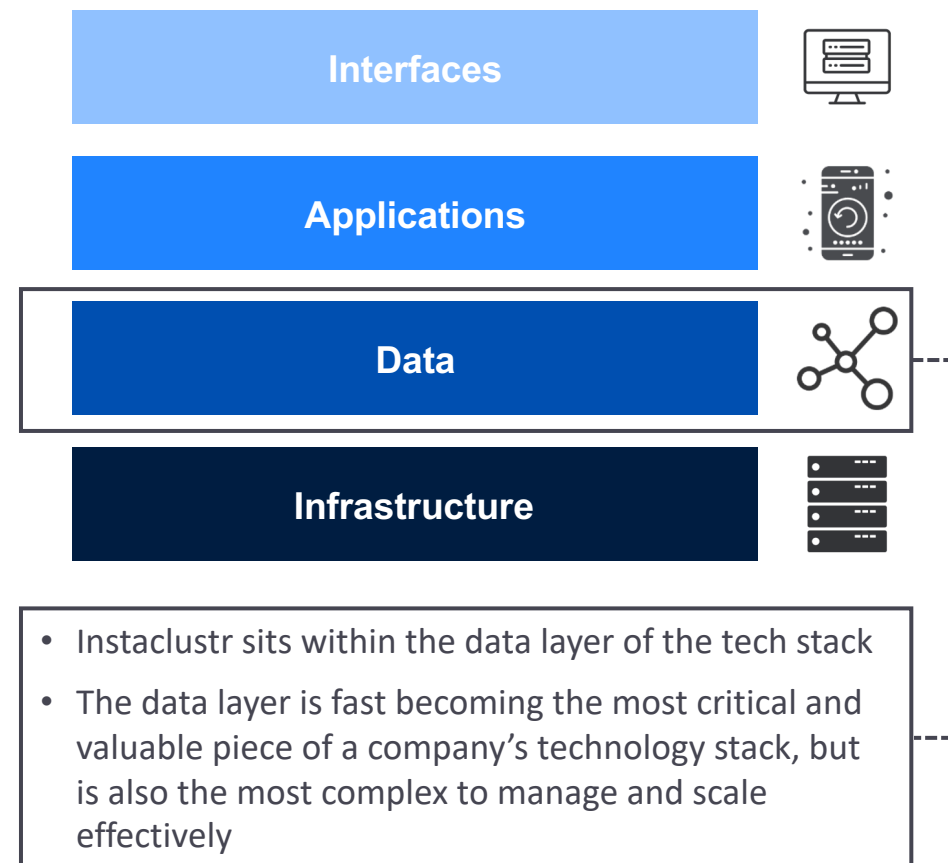 Interfaces
Applications
Data
Infrastructure
• Instaclustr sits within the data layer of the tech stack
• The data layer is fast becoming the most critical and
valuable piece of a company’s technology stack, but
is also the most complex to manage and scale
effectively